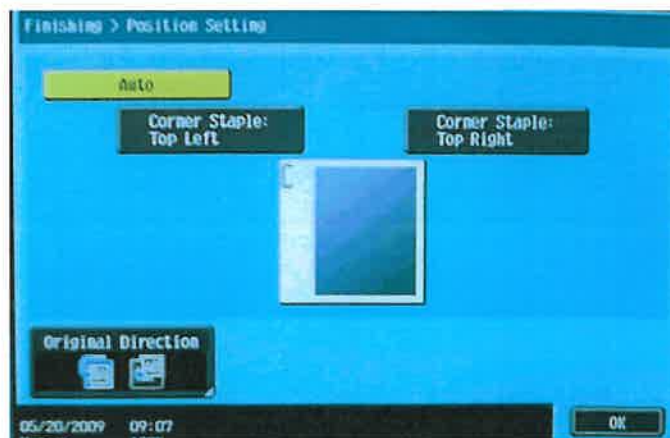 Finishing > Position Setting
Auto
Corner Staple:
Top Left
Corner Staple:
Top Right
Original Direction
05/20/2009 09:07
OK